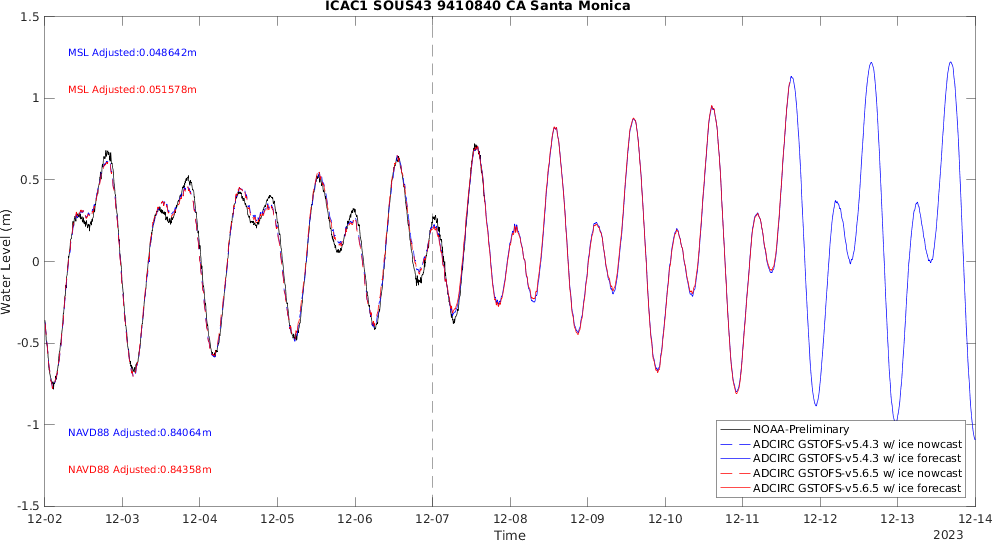 ICAC1 SOUS43 9410840 CA Santa Monica
1.5
1
0.5
0
-0.5
-1
-1.5
Water Level (m)
MSL Adjusted:0.048642m
MSL Adjusted:0.051578m
NAVD88 Adjusted:0.84064m
NAVD88 Adjusted:0.84358m
NOAA-Preliminary
ADCIRC GSTOFS-v5.4.3 w/ ice nowcast
ADCIRC GSTOFS-v5.4.3 w/ ice forecast
ADCIRC GSTOFS-v5.6.5 w/ ice nowcast
ADCIRC GSTOFS-v5.6.5 w/ ice forecast
12-02 12-03 12-04 12-05 12-06 12-07 12-08 12-09 12-10 12-11 12-12 12-13 12-14
Time
2023